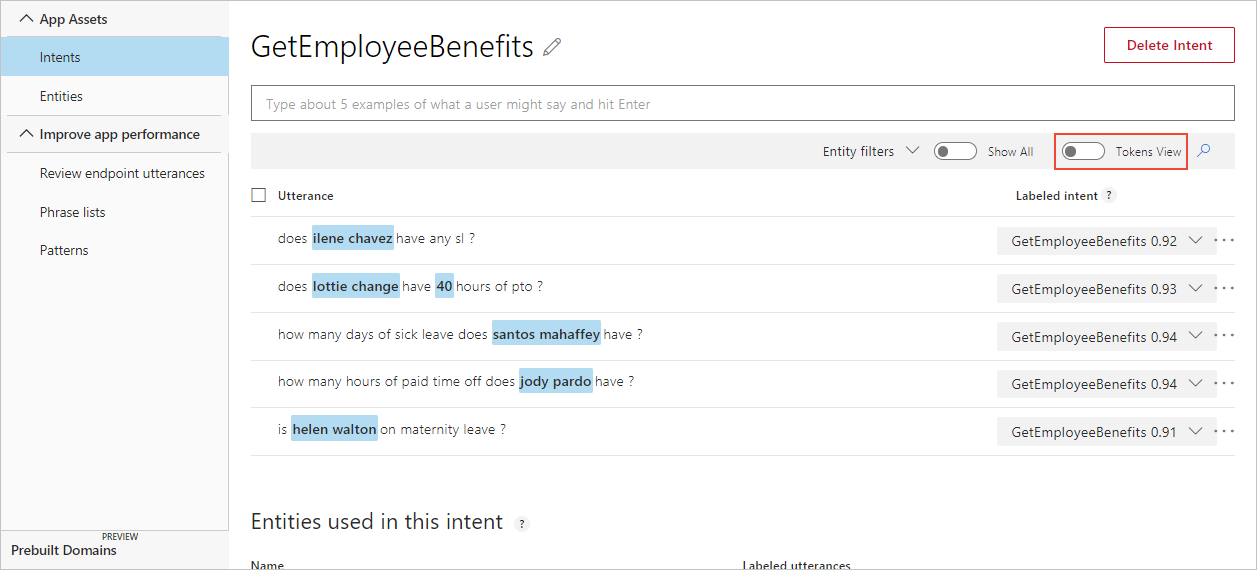 App Assets
Intents
Entities
Improve app performance
Review endpoint utterances
Phrase lists
Patterns
PREVIEW
Prebuilt Domains
GetEmployeeBenefits
Delete Intent
Type about 5 examples of what a user might say and hit Enter
Entity filters Show All Tokens View
Utterance Labeled intent ?
does ilene chavez have any sl ? GetEmployeeBenefits 0.92 ...
does lottie change have 40 hours of pto ? GetEmployeeBenefits 0.93 ...
how many days of sick leave does santos mahaffey have ? GetEmployeeBenefits 0.94 ...
how many hours of paid time off does jody pardo have ? GetEmployeeBenefits 0.94 ...
is helen walton on maternity leave ? GetEmployeeBenefits 0.91 ...
Entities used in this intent ?
Name Labeled utterances